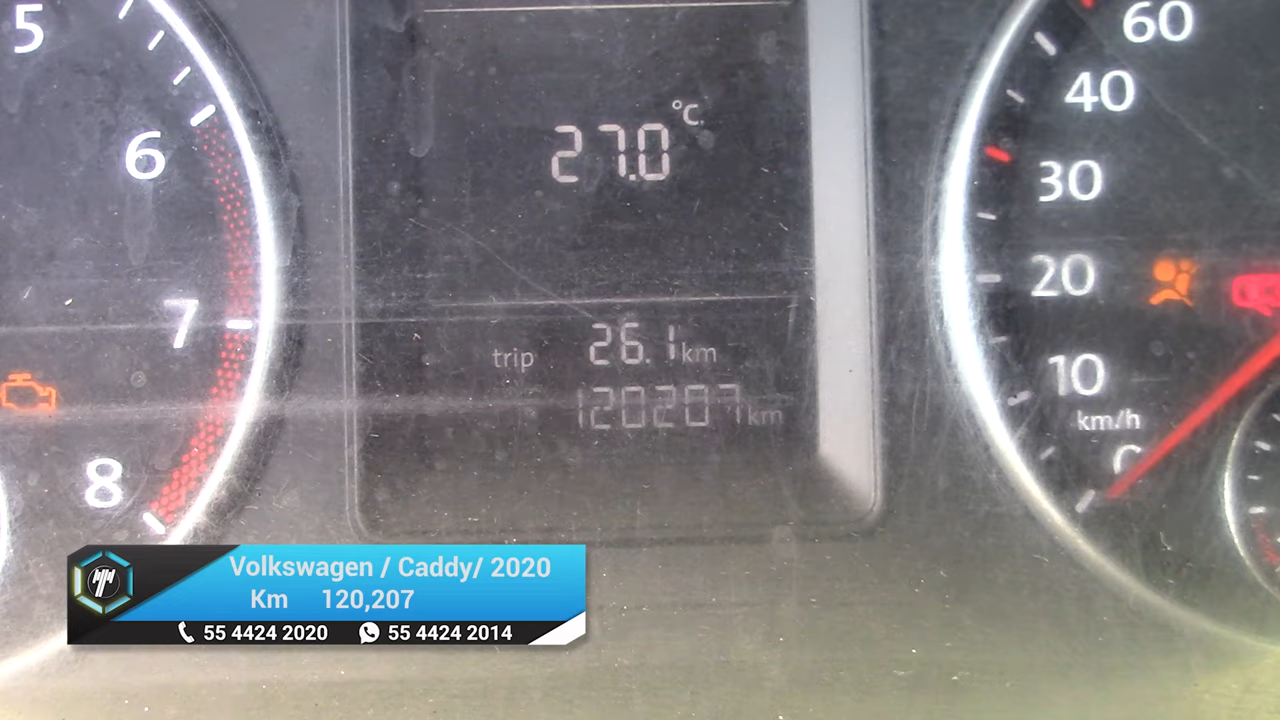 5
6
7
8
27.0 °C
trip 26.1 km
120207 km
60
40
30
20
10
km/h
0
Volkswagen / Caddy/ 2020
Km 120,207
55 4424 2020 55 4424 2014